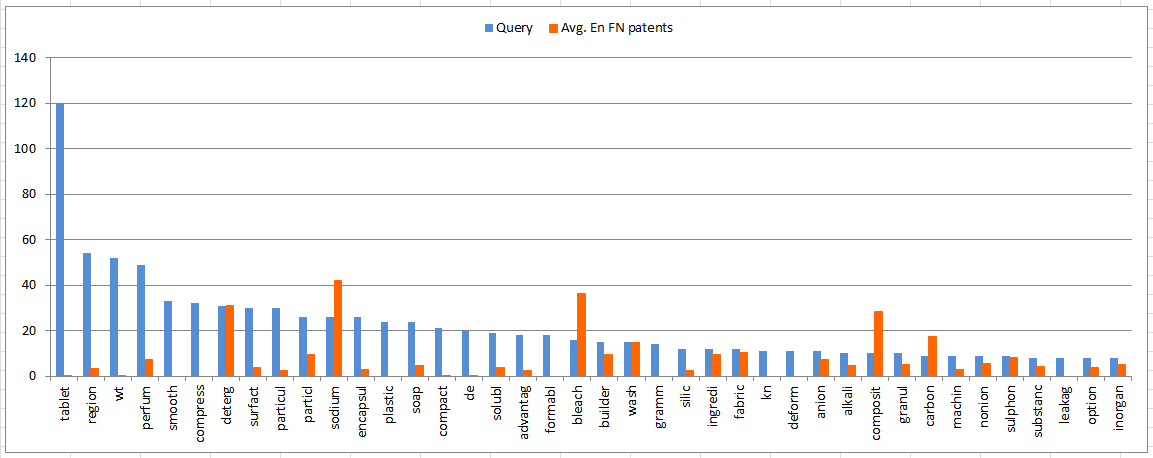 Query Avg. En FN patents
140
120
100
80
60
40
20
0
tablet
region
wt
perfum
smooth
compress
deterg
surfact
particul
particl
sodium
encapsul
plastic
soap
compact
de
solubl
advantag
formabl
bleach
builder
wash
gramm
silic
ingredi
fabric
kn
deform
anion
alkali
composit
granul
carbon
machin
nonion
sulphon
substanc
leakag
option
inorgan